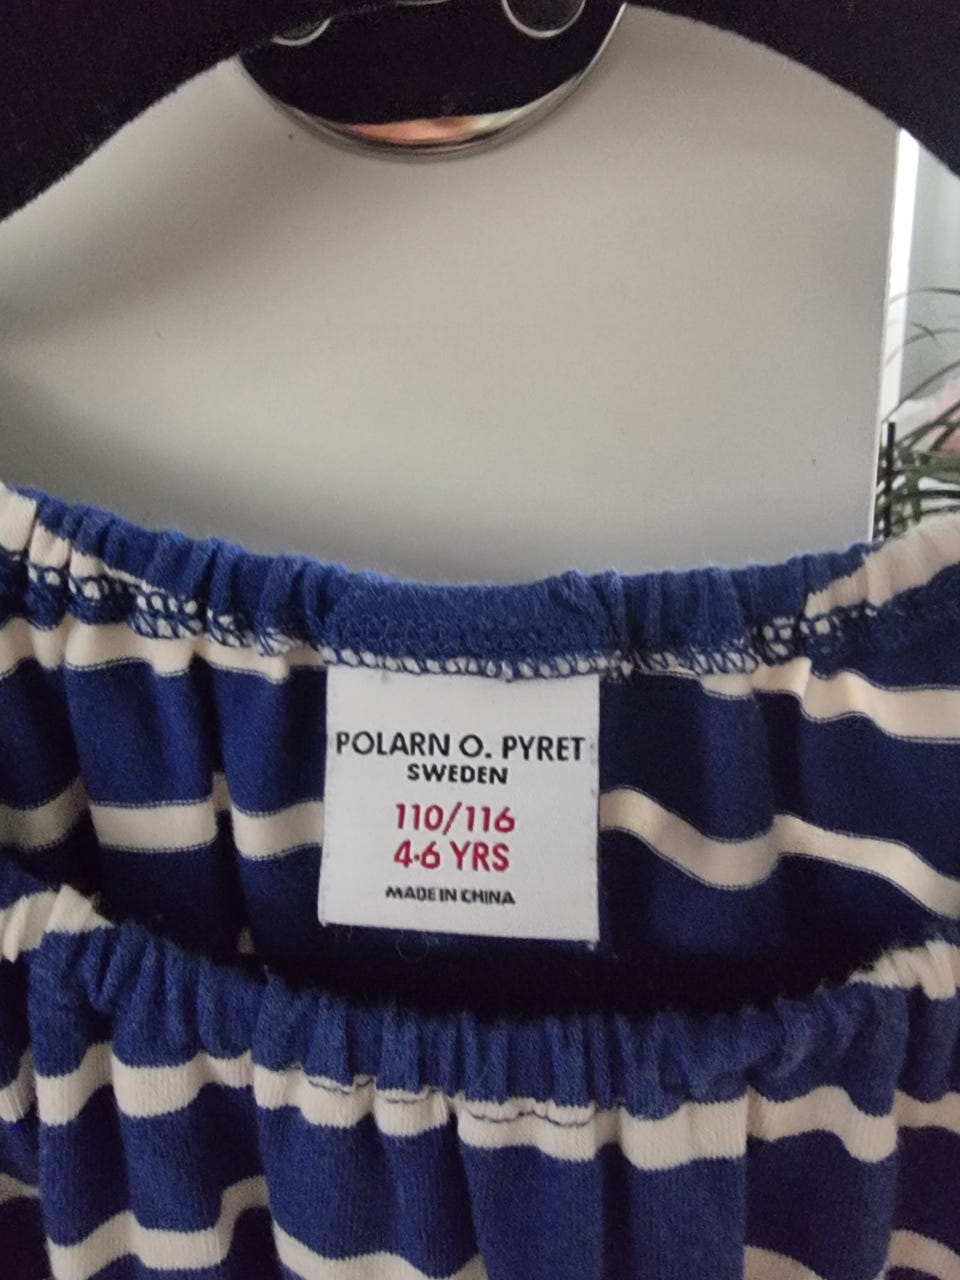 POLARN O. PYRET
SWEDEN
110/116
4-6 YRS
MADE IN CHINA